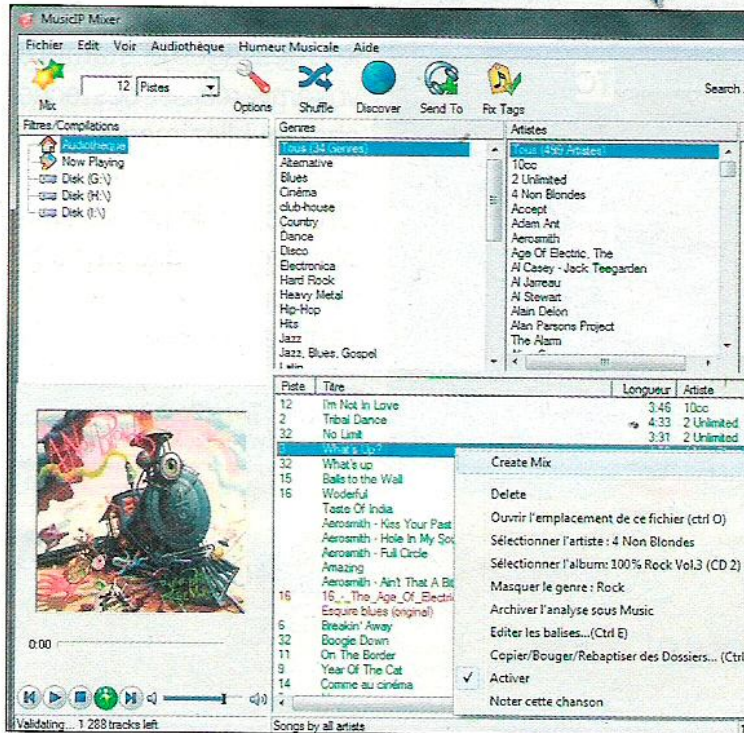 MusicIP Mixer
Fichier Edit Voir Audiothèque Humeur Musicale Aide
12 Pistes
Mix Options Shuffle Discover Send To Fix Tags Search
Filtres/Compilations
Audiothèque
Now Playing
Disk (G:\)
Disk (H:\)
Disk (I:\)
Genres
Tous (34 Genres)
Alternative
Blues
Cinéma
club-house
Country
Dance
Disco
Electronica
Hard Rock
Heavy Metal
Hip-Hop
Hits
Jazz
Jazz, Blues, Gospel
Latin
Artistes
Tous (499 Artistes)
10cc
2 Unlimited
4 Non Blondes
Accept
Adam Ant
Aerosmith
Age Of Electric, The
Al Casey - Jack Teegarden
Al Jarreau
Al Stewart
Alain Delon
Alan Parsons Project
The Alarm
Piste Titre Longueur Artiste
12 I'm Not In Love 3:46 10cc
2 Tribal Dance 4:33 2 Unlimited
32 No Limit 3:31 2 Unlimited
3 What's Up?
32 What's up
15 Balls to the Wall
16 Woderful
Taste Of India
Aerosmith - Kiss Your Past
Aerosmith - Hole In My Sou
Aerosmith - Full Circle
Amazing
Aerosmith - Ain't That A Bit
16 16_-_The_Age_Of_Electric
Esquire blues (original)
6 Breakin' Away
32 Boogie Down
11 On The Border
9 Year Of The Cat
14 Comme au cinéma
Create Mix
Delete
Ouvrir l'emplacement de ce fichier (ctrl O)
Sélectionner l'artiste : 4 Non Blondes
Sélectionner l'album: 100% Rock Vol.3 (CD 2)
Masquer le genre : Rock
Archiver l'analyse sous Music
Editer les balises...(Ctrl E)
Copier/Bouger/Rebaptiser des Dossiers... (Ctrl
Activer
Noter cette chanson
0:00
Validating... 1 288 tracks left
Songs by all artists